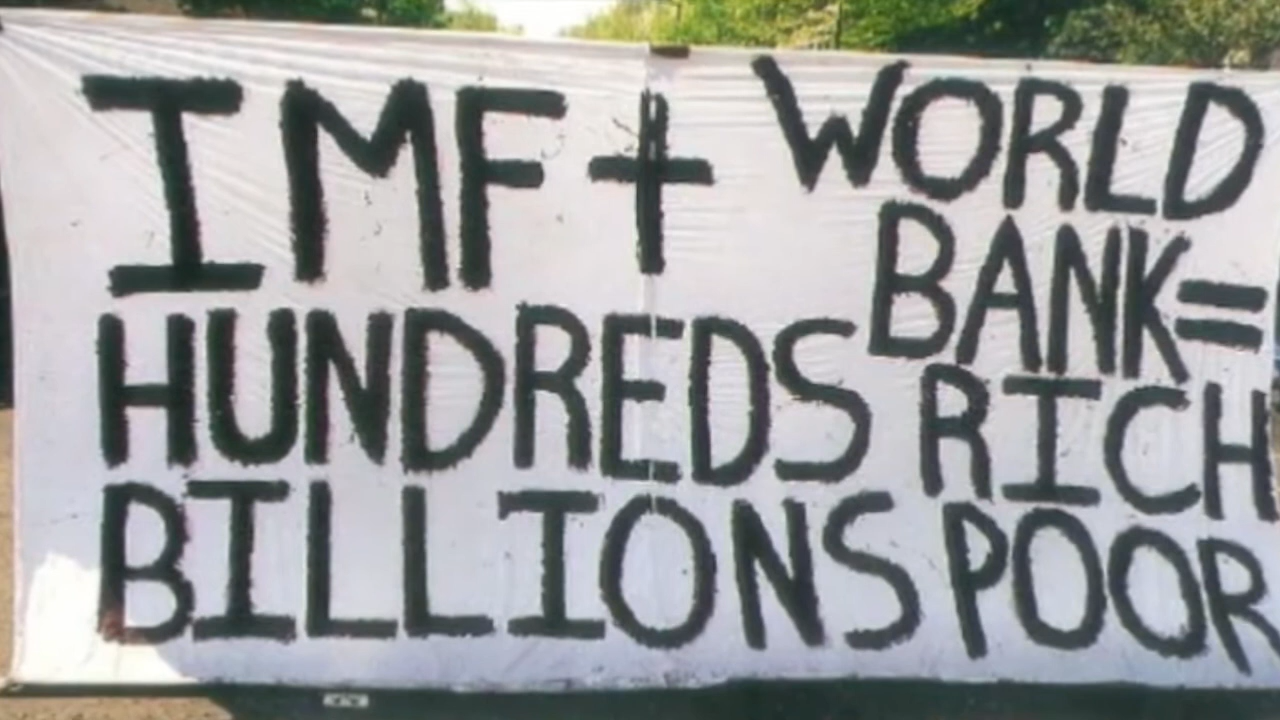 IMF + WORLD
BANK =
HUNDREDS RICH
BILLIONS POOR